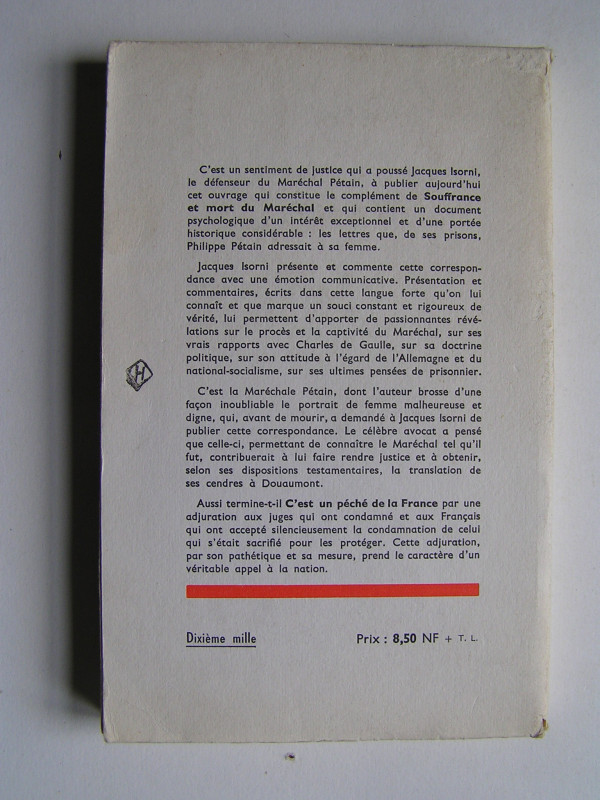 C'est un sentiment de justice qui a poussé Jacques Isorni,
le défenseur du Maréchal Pétain, à publier aujourd'hui
cet ouvrage qui constitue le complément de Souffrance
et mort du Maréchal et qui contient un document
psychologique d'un intérêt exceptionnel et d'une portée
historique considérable : les lettres que, de ses prisons,
Philippe Pétain adressait à sa femme.
Jacques Isorni présente et commente cette correspon-
dance avec une émotion communicative. Présentation et
commentaires, écrits dans cette langue forte qu'on lui
connaît et que marque un souci constant et rigoureux de
vérité, lui permettent d'apporter de passionnantes révé-
lations sur le procès et la captivité du Maréchal, sur ses
vrais rapports avec Charles de Gaulle, sur sa doctrine
politique, sur son attitude à l'égard de l'Allemagne et du
national-socialisme, sur ses ultimes pensées de prisonnier.
C'est la Maréchale Pétain, dont l'auteur brosse d'une
façon inoubliable le portrait de femme malheureuse et
digne, qui, avant de mourir, a demandé à Jacques Isorni de
publier cette correspondance. Le célèbre avocat a pensé
que celle-ci, permettant de connaître le Maréchal tel qu'il
fut, contribuerait à lui faire rendre justice et à obtenir,
selon ses dispositions testamentaires, la translation de
ses cendres à Douaumont.
Aussi termine-t-il C'est un péché de la France par une
adjuration aux juges qui ont condamné et aux Français
qui ont accepté silencieusement la condamnation de celui
qui s'était sacrifié pour les protéger. Cette adjuration,
par son pathétique et sa mesure, prend le caractère d'un
véritable appel à la nation.
Dixième mille Prix : 8,50 NF + T. L.
H